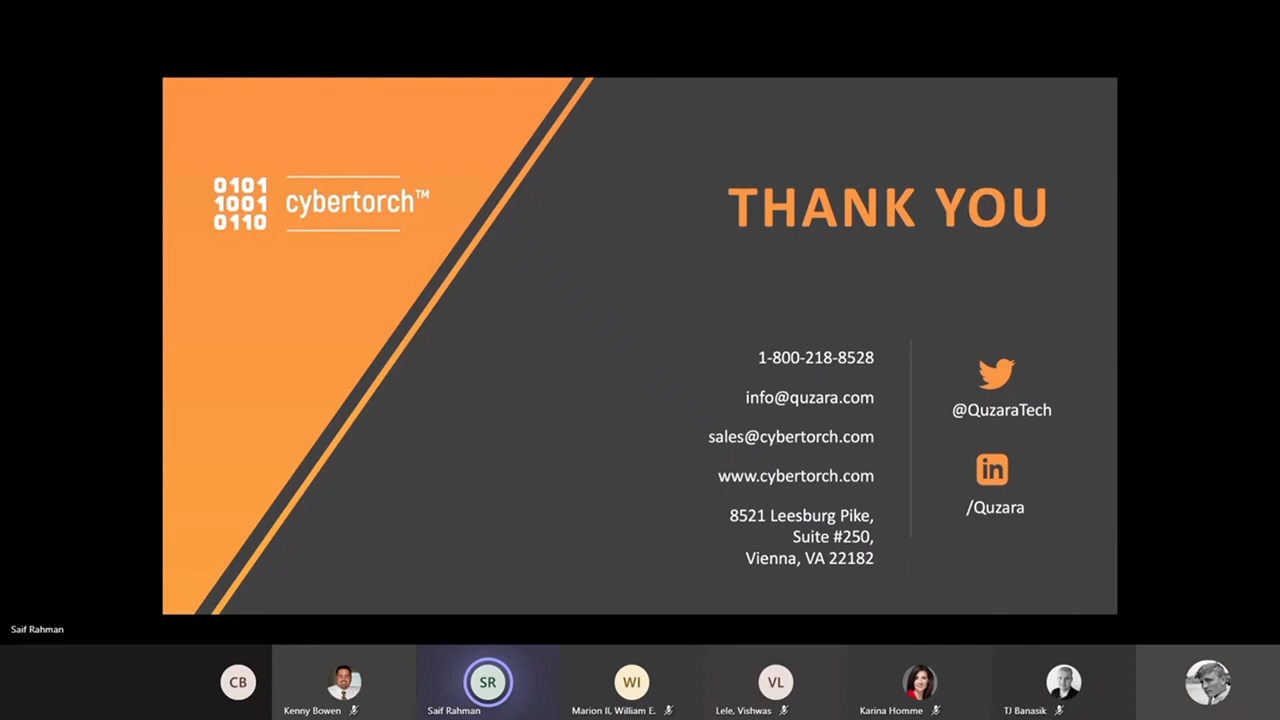 0101
1001
0110
cybertorch™
THANK YOU
1-800-218-8528
info@quzara.com
sales@cybertorch.com
www.cybertorch.com
8521 Leesburg Pike,
Suite #250,
Vienna, VA 22182
@QuzaraTech
in
/Quzara
Saif Rahman
CB
SR
WI
VL
Kenny Bowen
Saif Rahman
Marion II, William E.
Lele, Vishwas
Karina Homme
TJ Banasik